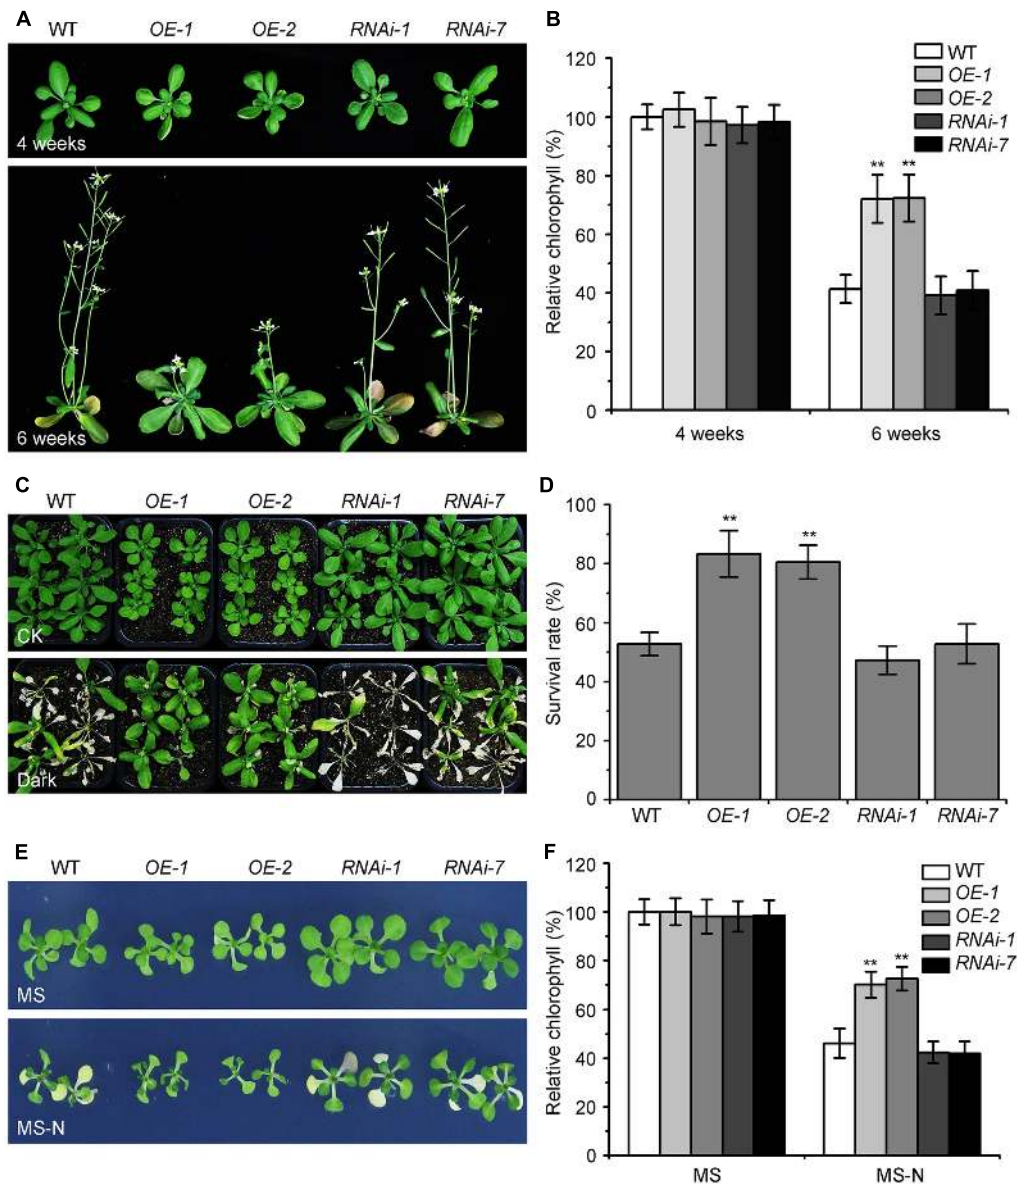 A
WT OE-1 OE-2 RNAi-1 RNAi-7
4 weeks
6 weeks
B
Relative chlorophyll (%)
120
100
80
60
40
20
0
** **
4 weeks 6 weeks
WT
OE-1
OE-2
RNAi-1
RNAi-7
C
WT OE-1 OE-2 RNAi-1 RNAi-7
CK
Dark
D
Survival rate (%)
100
80
60
40
20
0
** **
WT OE-1 OE-2 RNAi-1 RNAi-7
E
WT OE-1 OE-2 RNAi-1 RNAi-7
MS
MS-N
F
Relative chlorophyll (%)
120
100
80
60
40
20
0
** **
MS MS-N
WT
OE-1
OE-2
RNAi-1
RNAi-7